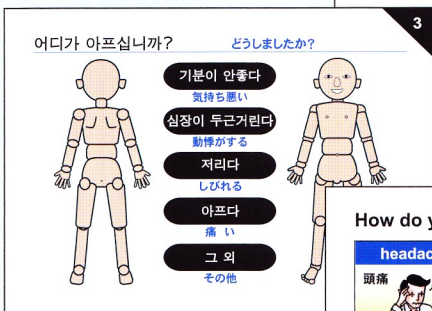 3
어디가 아프십니까? どうしましたか?
기분이 안좋다
気持ち悪い
심장이 두근거린다
動悸がする
저리다
しびれる
아프다
痛 い
그 외
その他
How do y
headac
頭痛